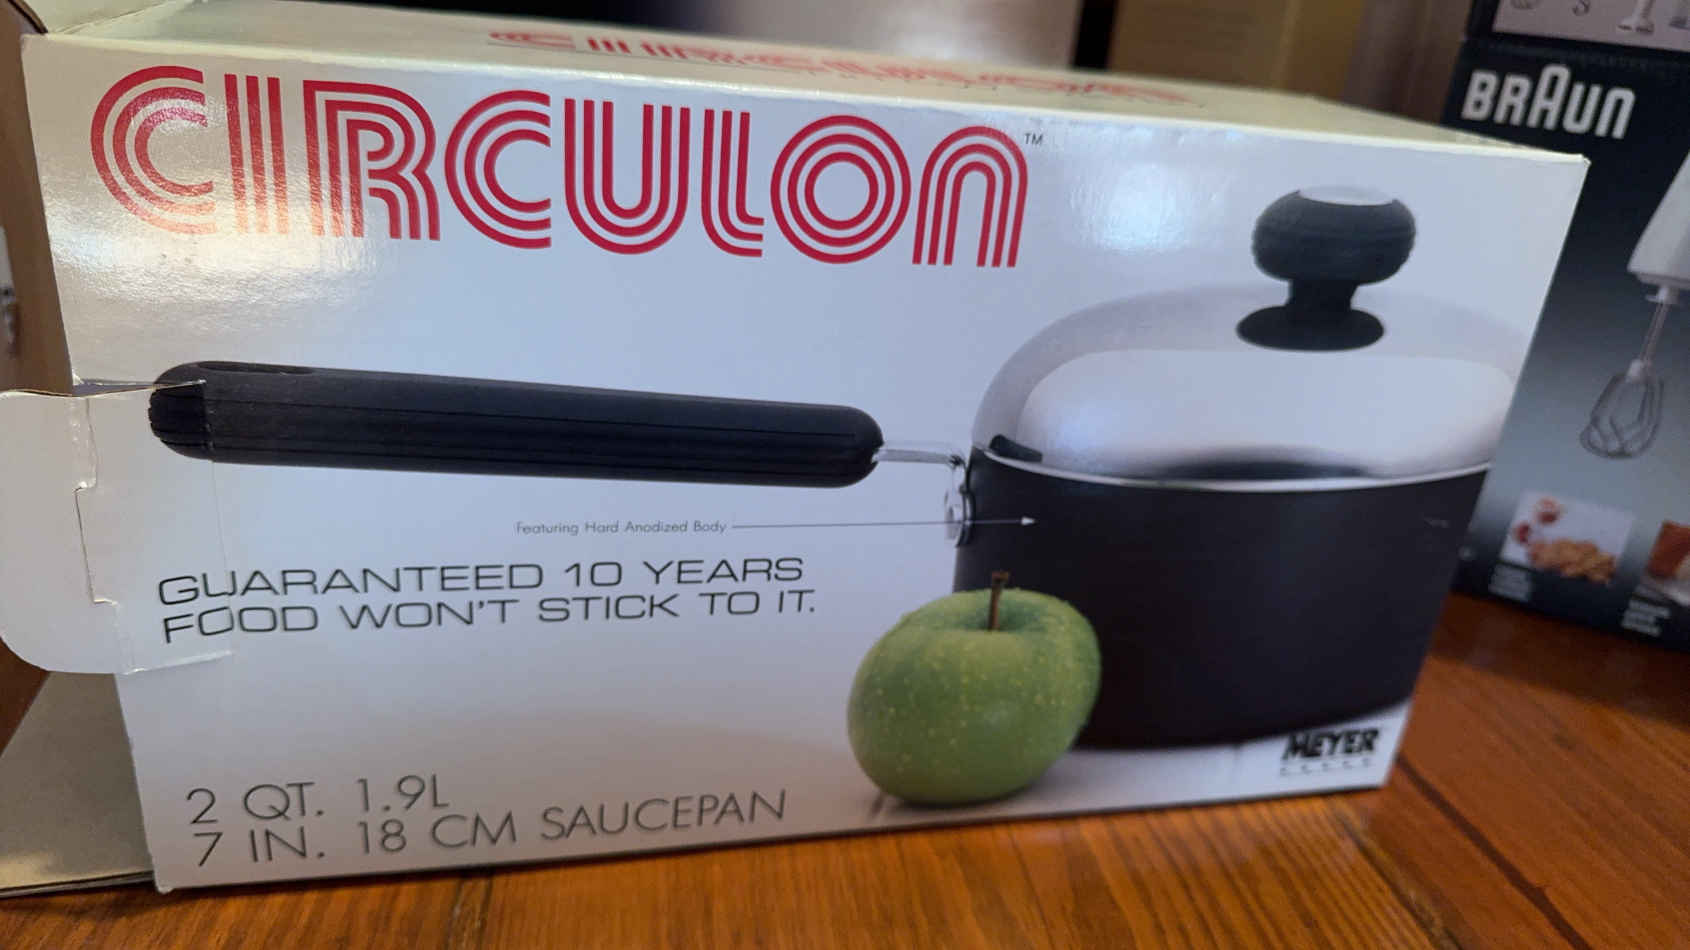 CIRCULON
CIRCULON™
BRAUN
Featuring Hard Anodized Body
GUARANTEED 10 YEARS
FOOD WON'T STICK TO IT.
MEYER
2 QT. 1.9L
7 IN. 18 CM SAUCEPAN